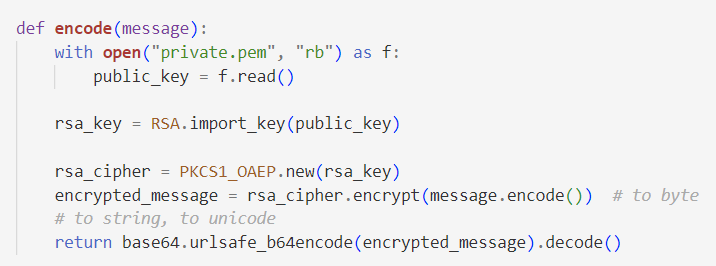 def encode(message):
    with open("private.pem", "rb") as f:
        public_key = f.read()
    rsa_key = RSA.import_key(public_key)
    rsa_cipher = PKCS1_OAEP.new(rsa_key)
    encrypted_message = rsa_cipher.encrypt(message.encode())  # to byte
    # to string, to unicode
    return base64.urlsafe_b64encode(encrypted_message).decode()